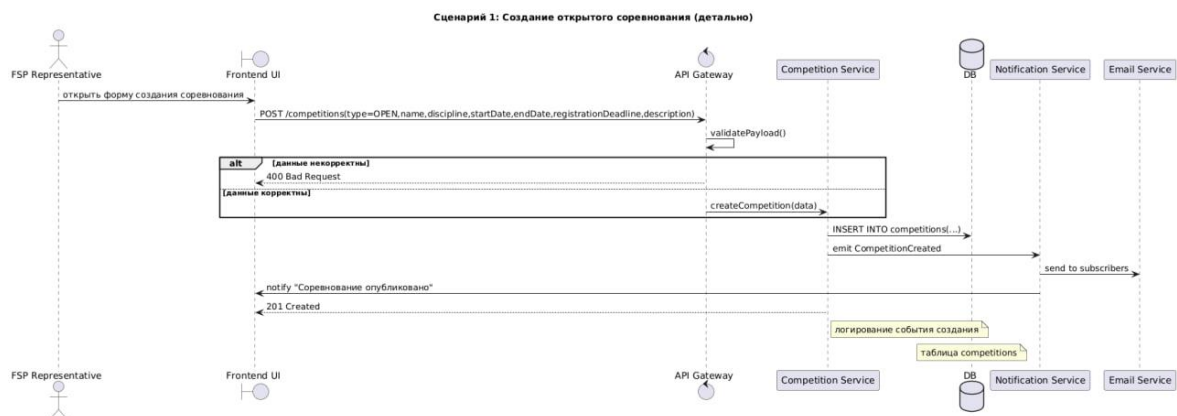 Сценарий 1: Создание открытого соревнования (детально)
FSP Representative
Frontend UI
API Gateway
Competition Service
DB
Notification Service
Email Service
открыть форму создания соревнования
POST /competitions(type=OPEN,name,discipline,startDate,endDate,registrationDeadline,description)
validatePayload()
alt
[данные некорректны]
400 Bad Request
[данные корректны]
createCompetition(data)
INSERT INTO competitions(...)
emit CompetitionCreated
send to subscribers
notify "Соревнование опубликовано"
201 Created
логирование события создания
таблица competitions
FSP Representative
Frontend UI
API Gateway
Competition Service
DB
Notification Service
Email Service